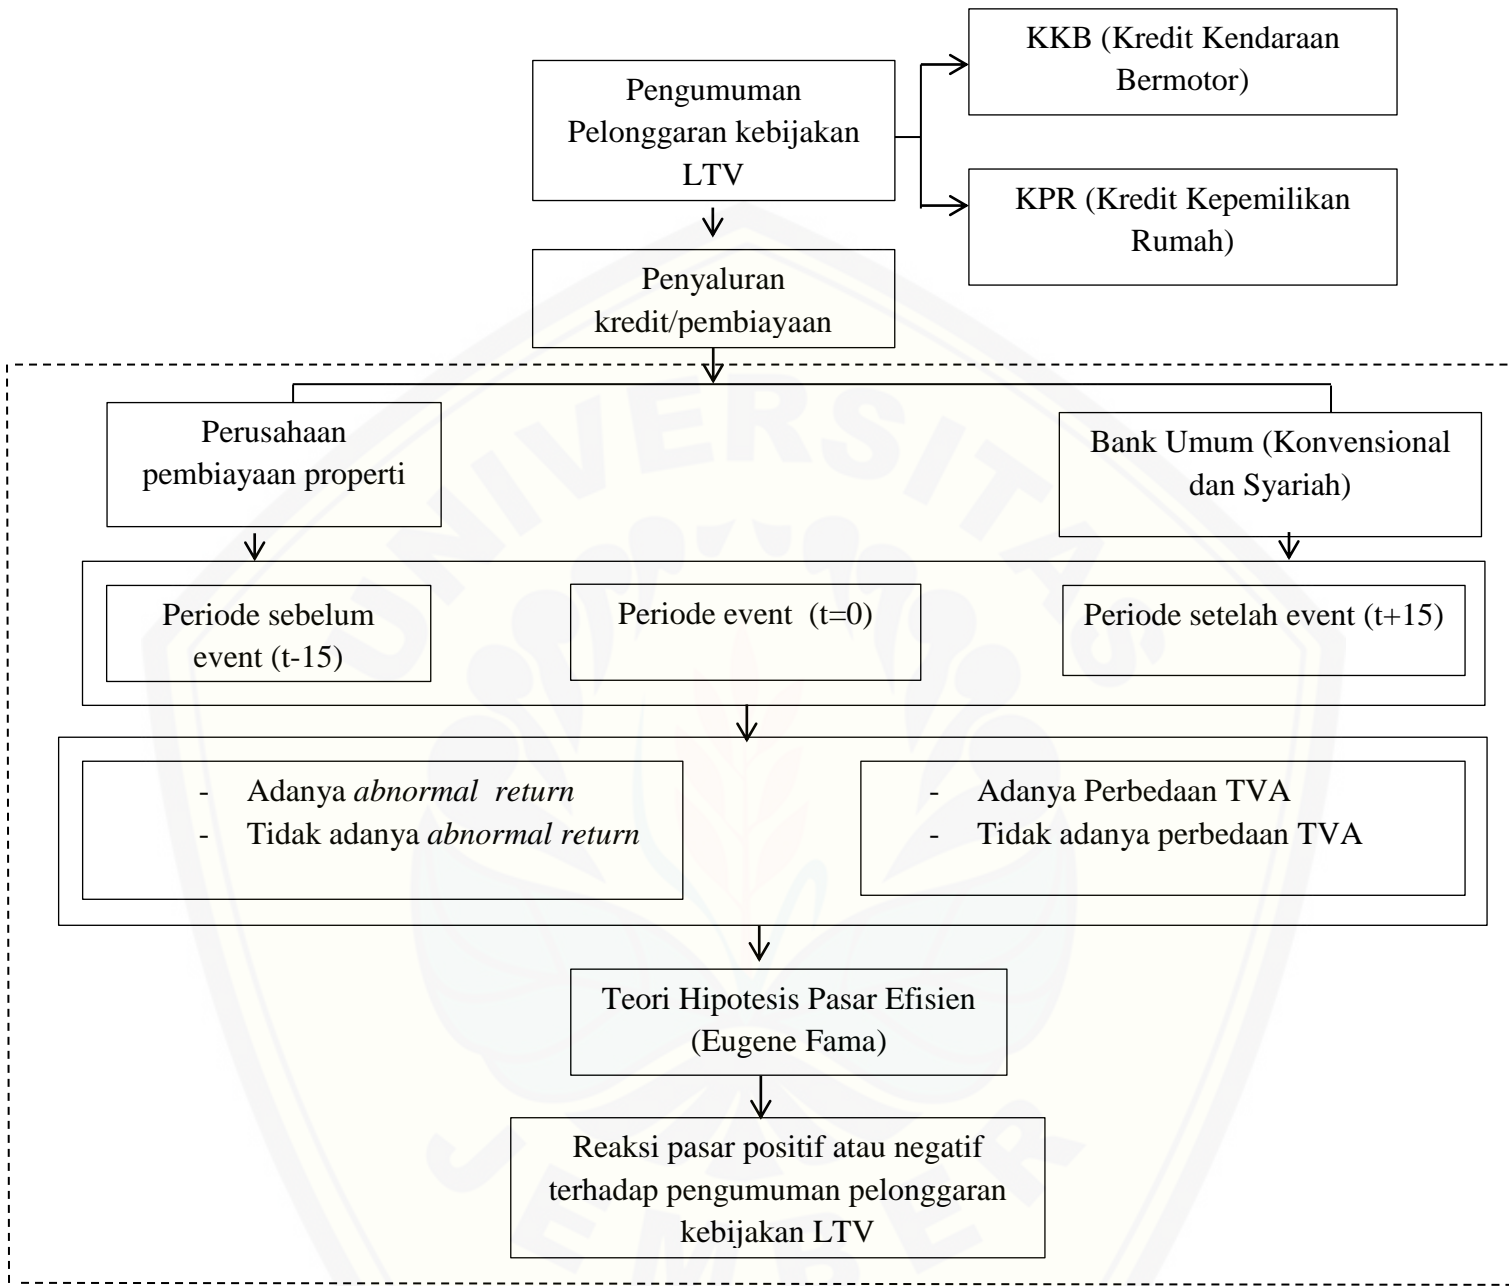 KKB (Kredit Kendaraan
Bermotor)
Pengumuman
Pelonggaran kebijakan
LTV
KPR (Kredit Kepemilikan
Rumah)
Penyaluran
kredit/pembiayaan
Perusahaan
pembiayaan properti
Bank Umum (Konvensional
dan Syariah)
Periode sebelum
event (t-15)
Periode event (t=0)
Periode setelah event (t+15)
- Adanya abnormal return
- Tidak adanya abnormal return
- Adanya Perbedaan TVA
- Tidak adanya perbedaan TVA
Teori Hipotesis Pasar Efisien
(Eugene Fama)
Reaksi pasar positif atau negatif
terhadap pengumuman pelonggaran
kebijakan LTV
UNIVERSITAS
JEMBER